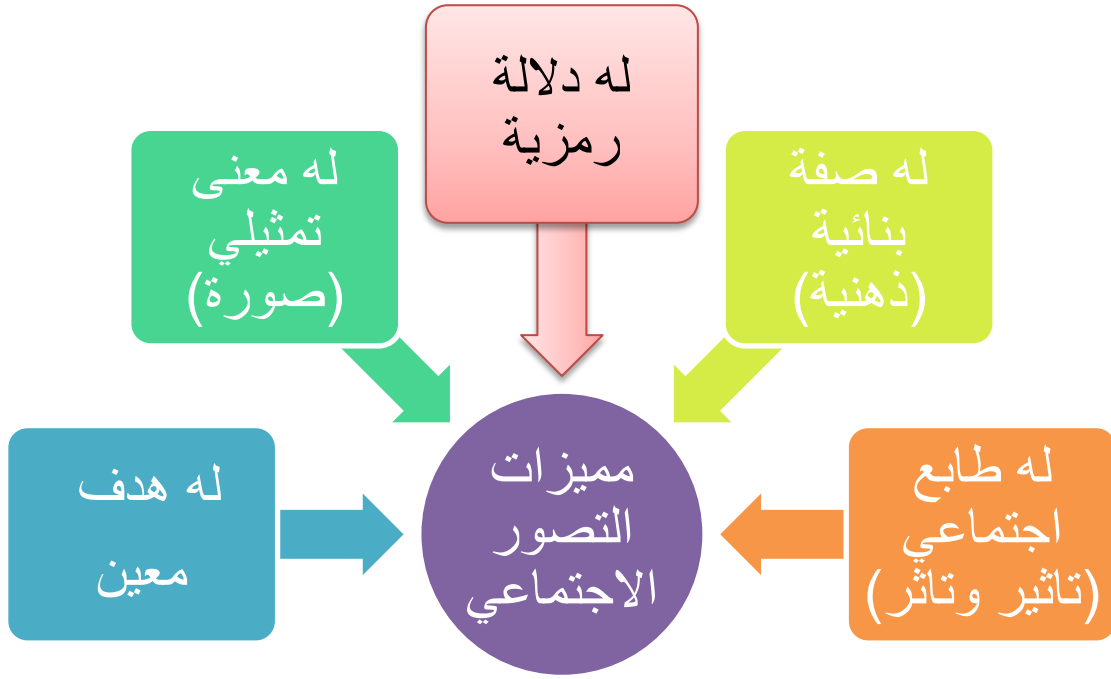 له دلالة
رمزية
له صفة
بنائية
(ذهنية)
له معنى
تمثيلي
(صورة)
له طابع
اجتماعي
(تاثير وتاثر)
له هدف
معين
مميزات
التصور
الاجتماعي